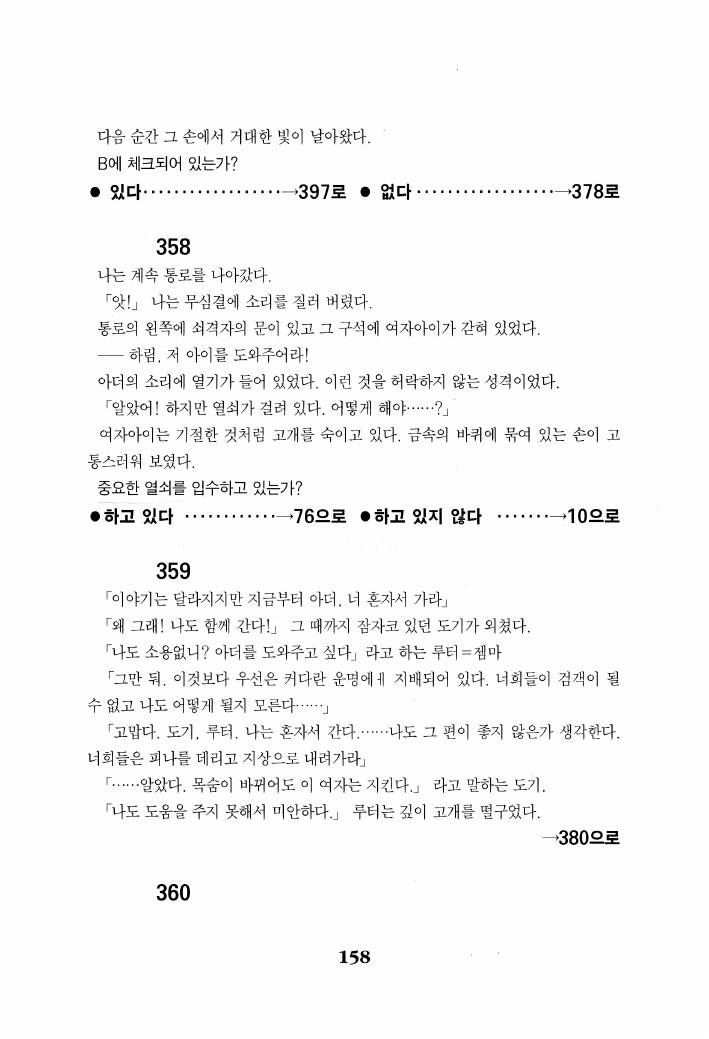 다음 순간 그 손에서 거대한 빛이 날아왔다.
B에 체크되어 있는가?
● 있다··················→397로 ● 없다··················→378로
358
나는 계속 통로를 나아갔다.
「앗!」 나는 무심결에 소리를 질러 버렸다.
통로의 왼쪽에 쇠격자의 문이 있고 그 구석에 여자아이가 갇혀 있었다.
── 하림, 저 아이를 도와주어라!
아더의 소리에 열기가 들어 있었다. 이런 것을 허락하지 않는 성격이었다.
「알았어! 하지만 열쇠가 걸려 있다. 어떻게 해야……?」
여자아이는 기절한 것처럼 고개를 숙이고 있다. 금속의 바퀴에 묶여 있는 손이 고
통스러워 보였다.
중요한 열쇠를 입수하고 있는가?
●하고 있다 ············→76으로 ●하고 있지 않다 ·······→10으로
359
「이야기는 달라지지만 지금부터 아더, 너 혼자서 가라」
「왜 그래! 나도 함께 간다!」 그 때까지 잠자코 있던 도기가 외쳤다.
「나도 소용없니? 아더를 도와주고 싶다」라고 하는 루터=젬마
「그만 둬. 이것보다 우선은 커다란 운명에ㅔ 지배되어 있다. 너희들이 검객이 될
수 없고 나도 어떻게 될지 모른다……」
「고맙다. 도기, 루터. 나는 혼자서 간다.……나도 그 편이 좋지 않은가 생각한다.
너희들은 피나를 데리고 지상으로 내려가라」
「……알았다. 목숨이 바뀌어도 이 여자는 지킨다.」 라고 말하는 도기.
「나도 도움을 주지 못해서 미안하다.」 루터는 깊이 고개를 떨구었다.
→380으로
360
158